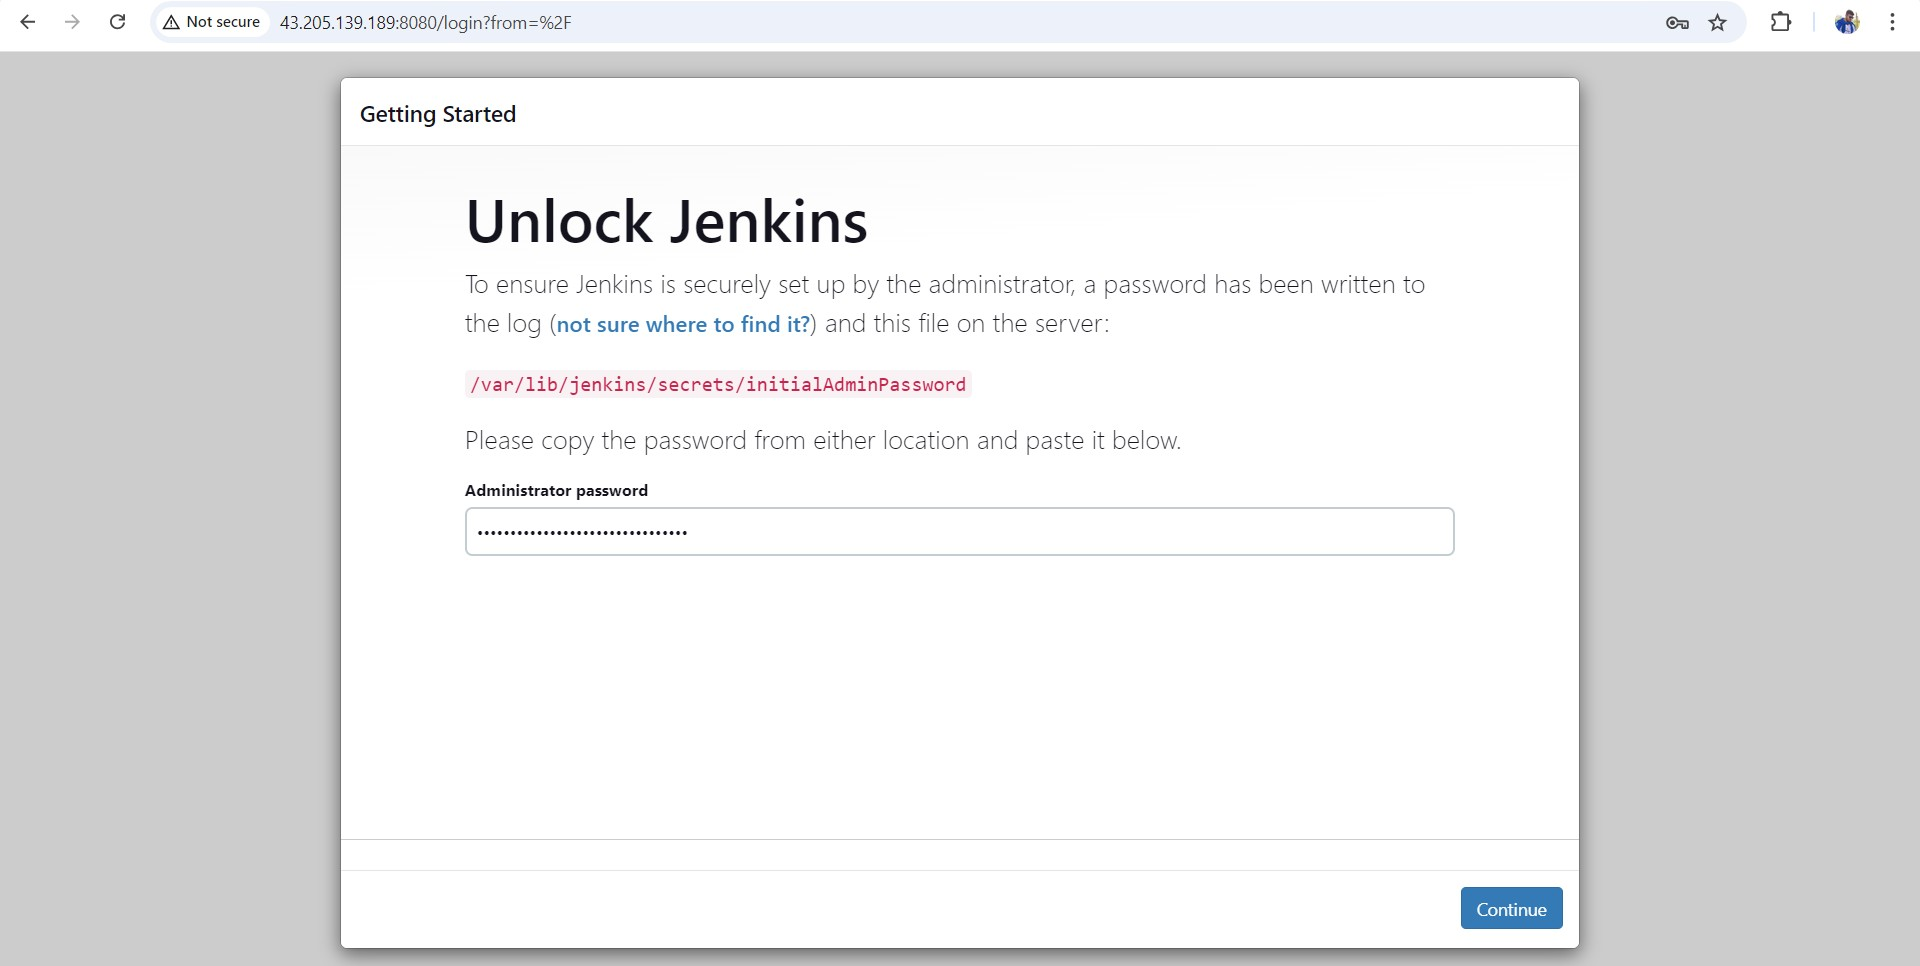 Not secure 43.205.139.189:8080/login?from=%2F
Getting Started
Unlock Jenkins
To ensure Jenkins is securely set up by the administrator, a password has been written to
the log (not sure where to find it?) and this file on the server:
/var/lib/jenkins/secrets/initialAdminPassword
Please copy the password from either location and paste it below.
Administrator password
••••••••••••••••••••••••••••••••
Continue